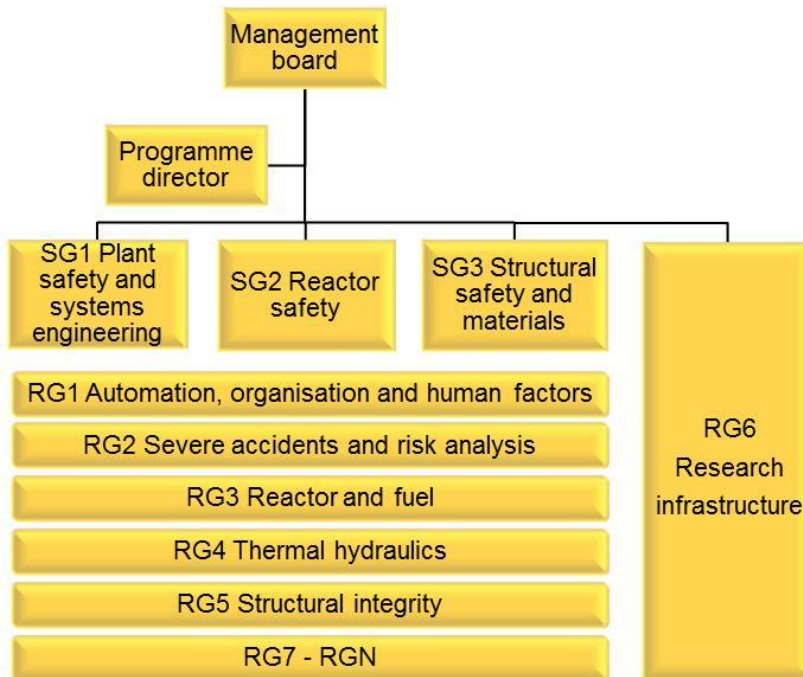 Management
board
Programme
director
SG1 Plant
safety and
systems
engineering
SG2 Reactor
safety
SG3 Structural
safety and
materials
RG1 Automation, organisation and human factors
RG2 Severe accidents and risk analysis
RG3 Reactor and fuel
RG4 Thermal hydraulics
RG5 Structural integrity
RG7 - RGN
RG6
Research
infrastructure